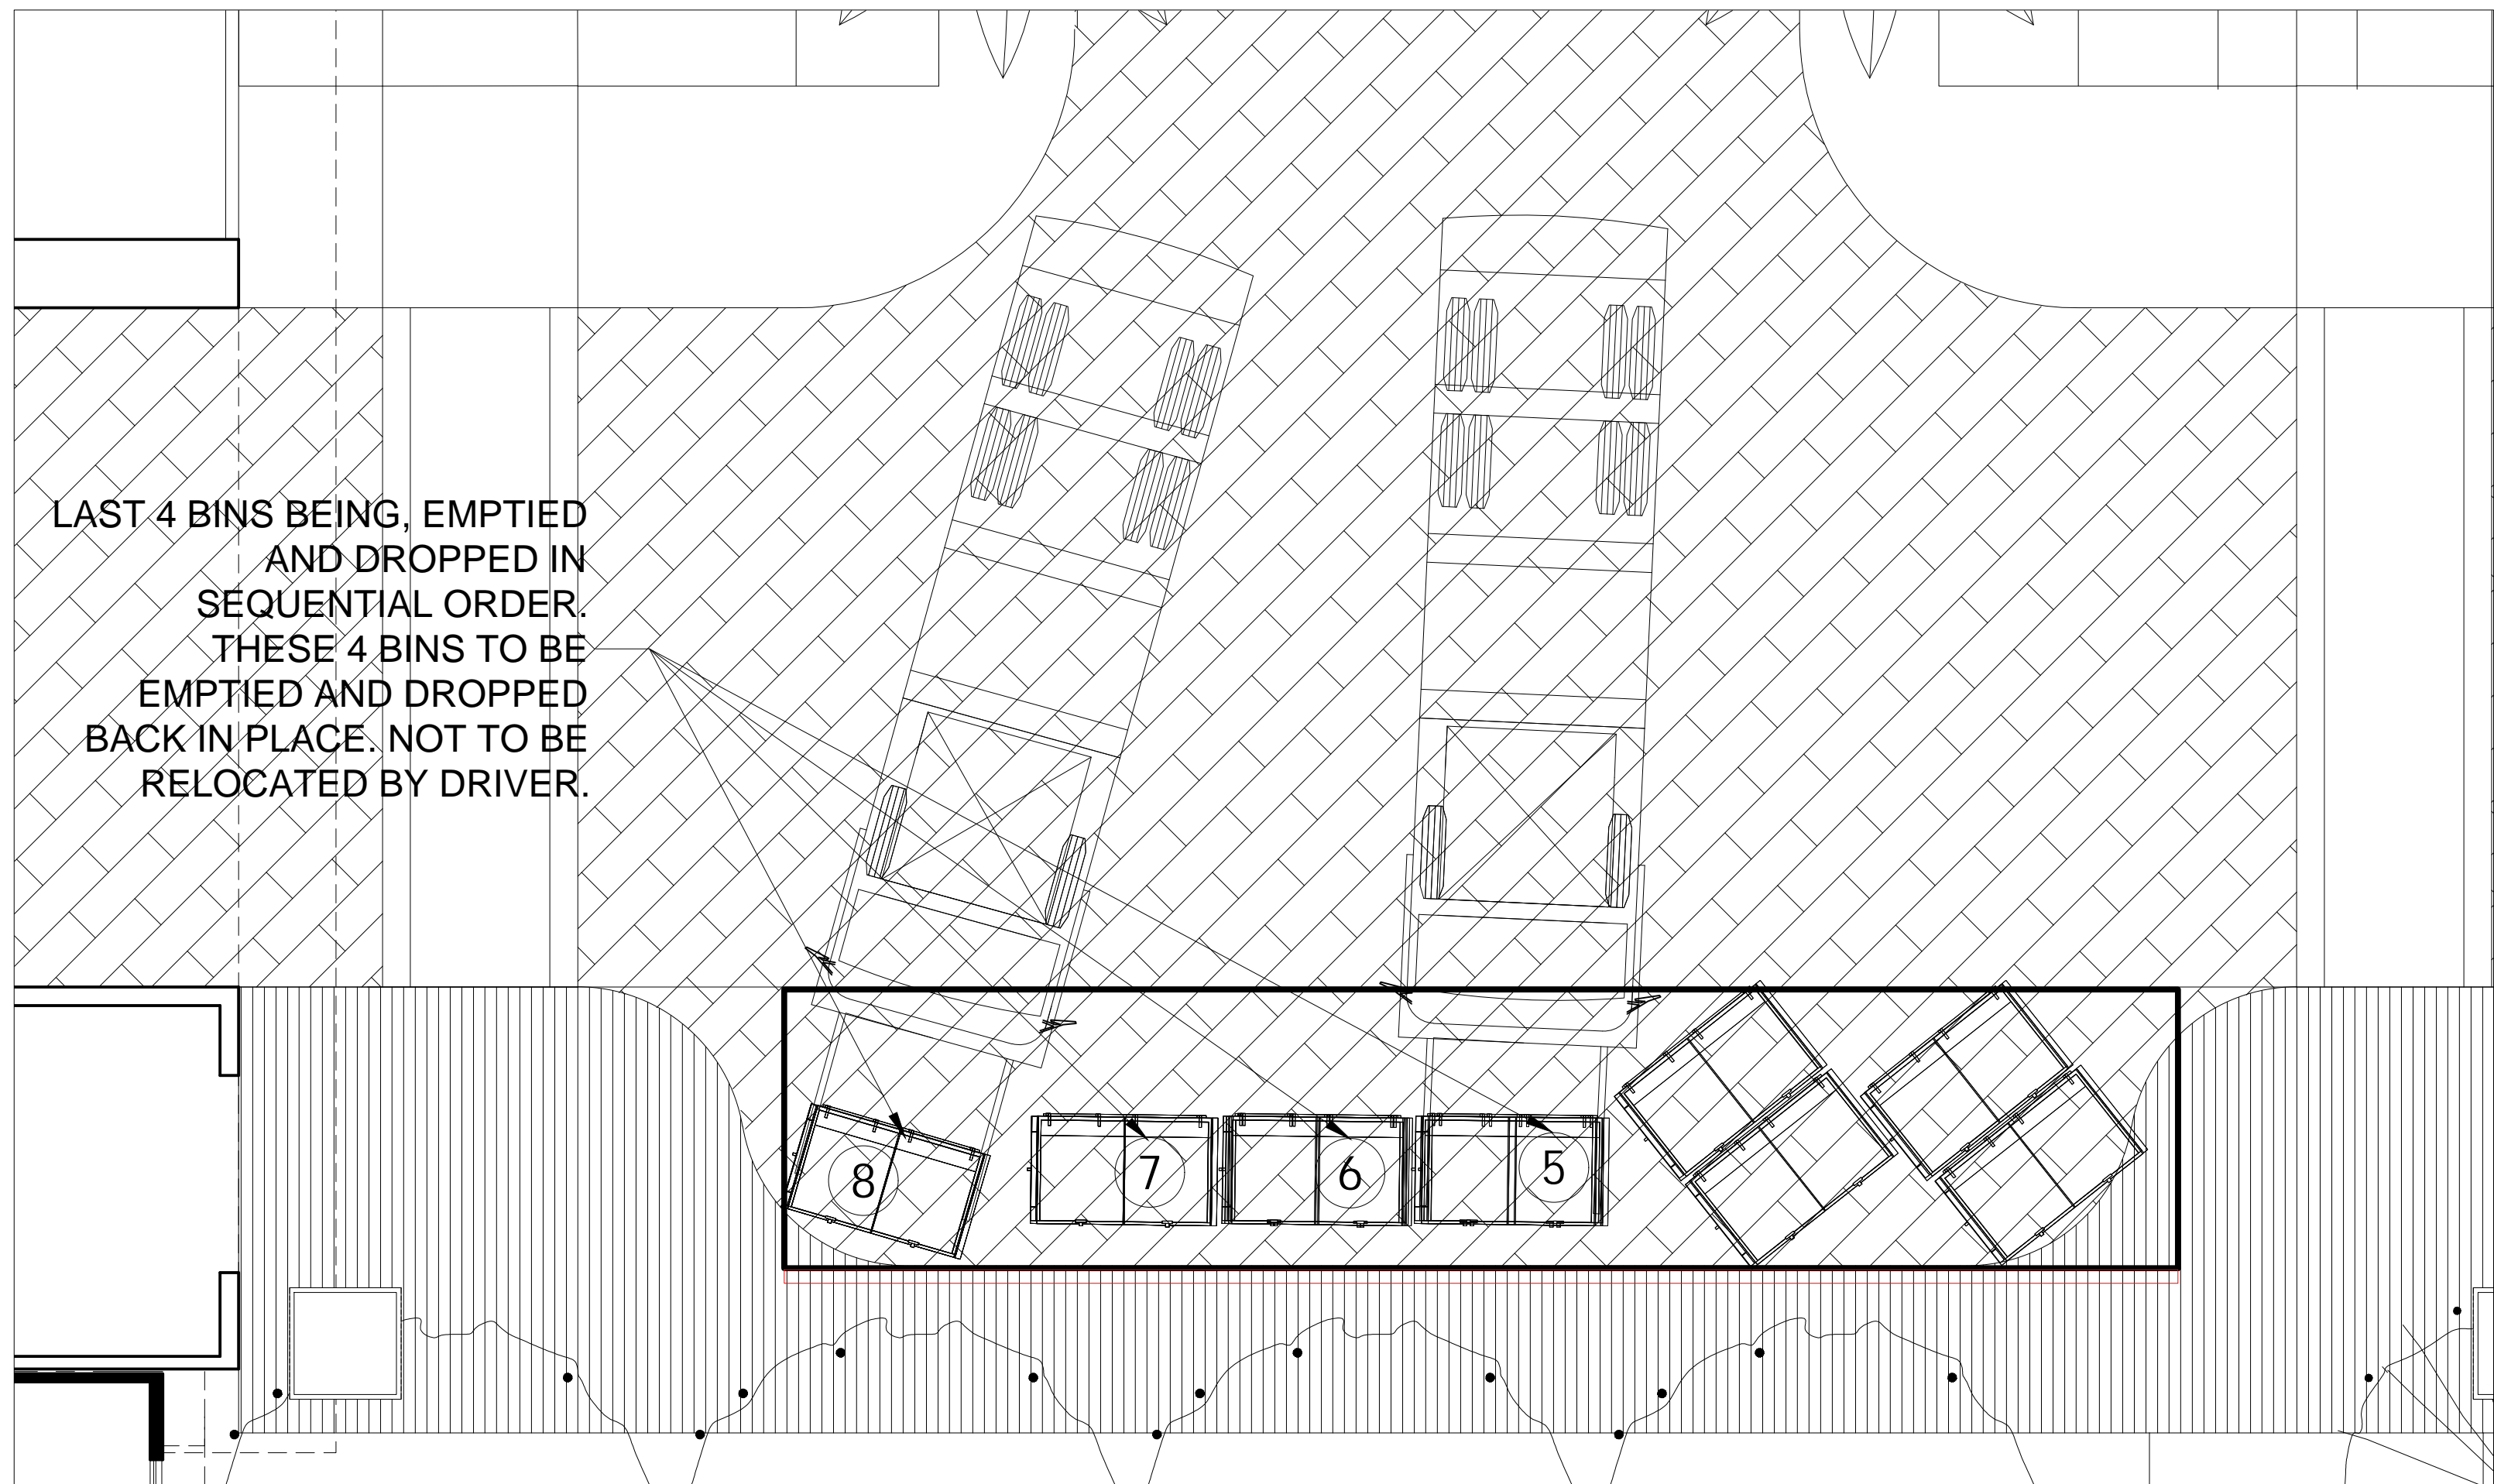 LAST 4 BINS BEING, EMPTIED
AND DROPPED IN
SEQUENTIAL ORDER.
THESE 4 BINS TO BE
EMPTIED AND DROPPED
BACK IN PLACE. NOT TO BE
RELOCATED BY DRIVER.
8
7
6
5